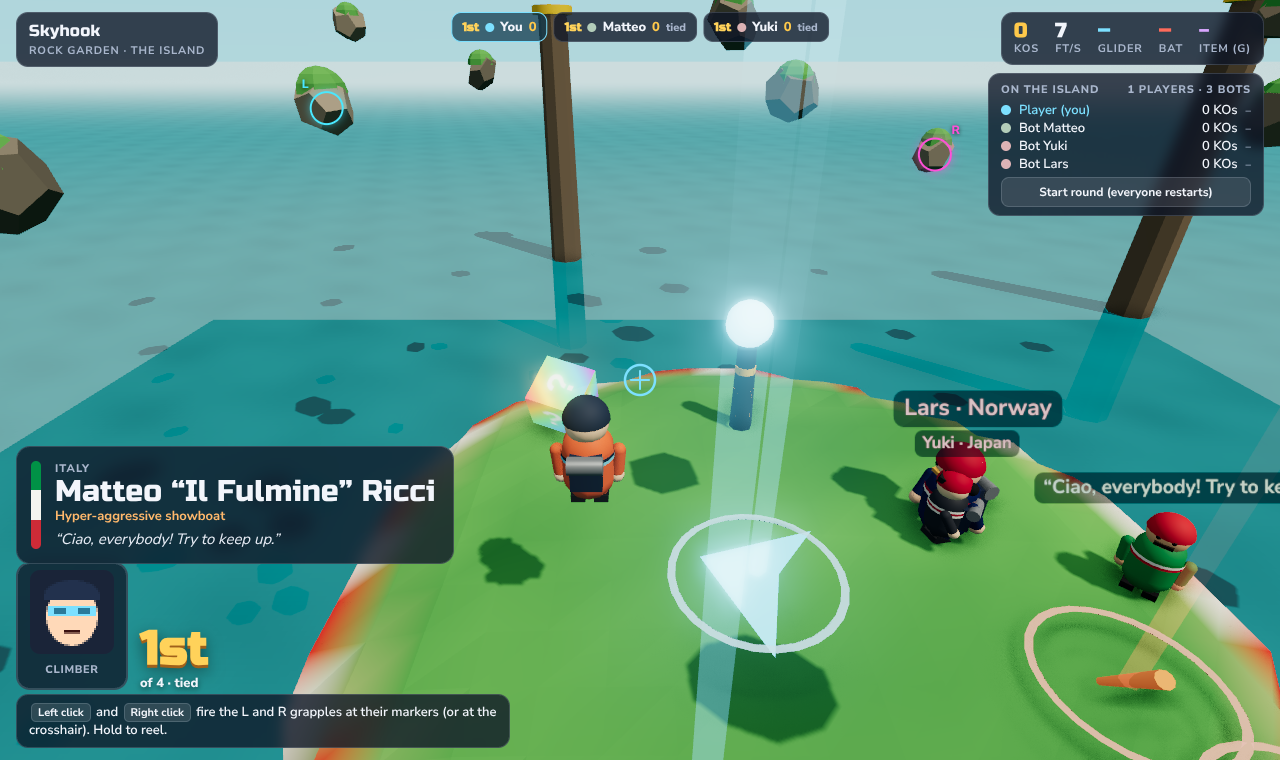 Skyhook
ROCK GARDEN · THE ISLAND
1st You 0
1st Matteo 0 tied
1st Yuki 0 tied
0 KOS
7 FT/S
– GLIDER
– BAT
– ITEM (G)
ON THE ISLAND 1 PLAYERS · 3 BOTS
Player (you) 0 KOs –
Bot Matteo 0 KOs –
Bot Yuki 0 KOs –
Bot Lars 0 KOs –
Start round (everyone restarts)
L
R
?
Lars · Norway
Yuki · Japan
“Ciao, everybody! Try to ke
ITALY
Matteo “Il Fulmine” Ricci
Hyper-aggressive showboat
“Ciao, everybody! Try to keep up.”
CLIMBER
1st
of 4 · tied
Left click and Right click fire the L and R grapples at their markers (or at the
crosshair). Hold to reel.